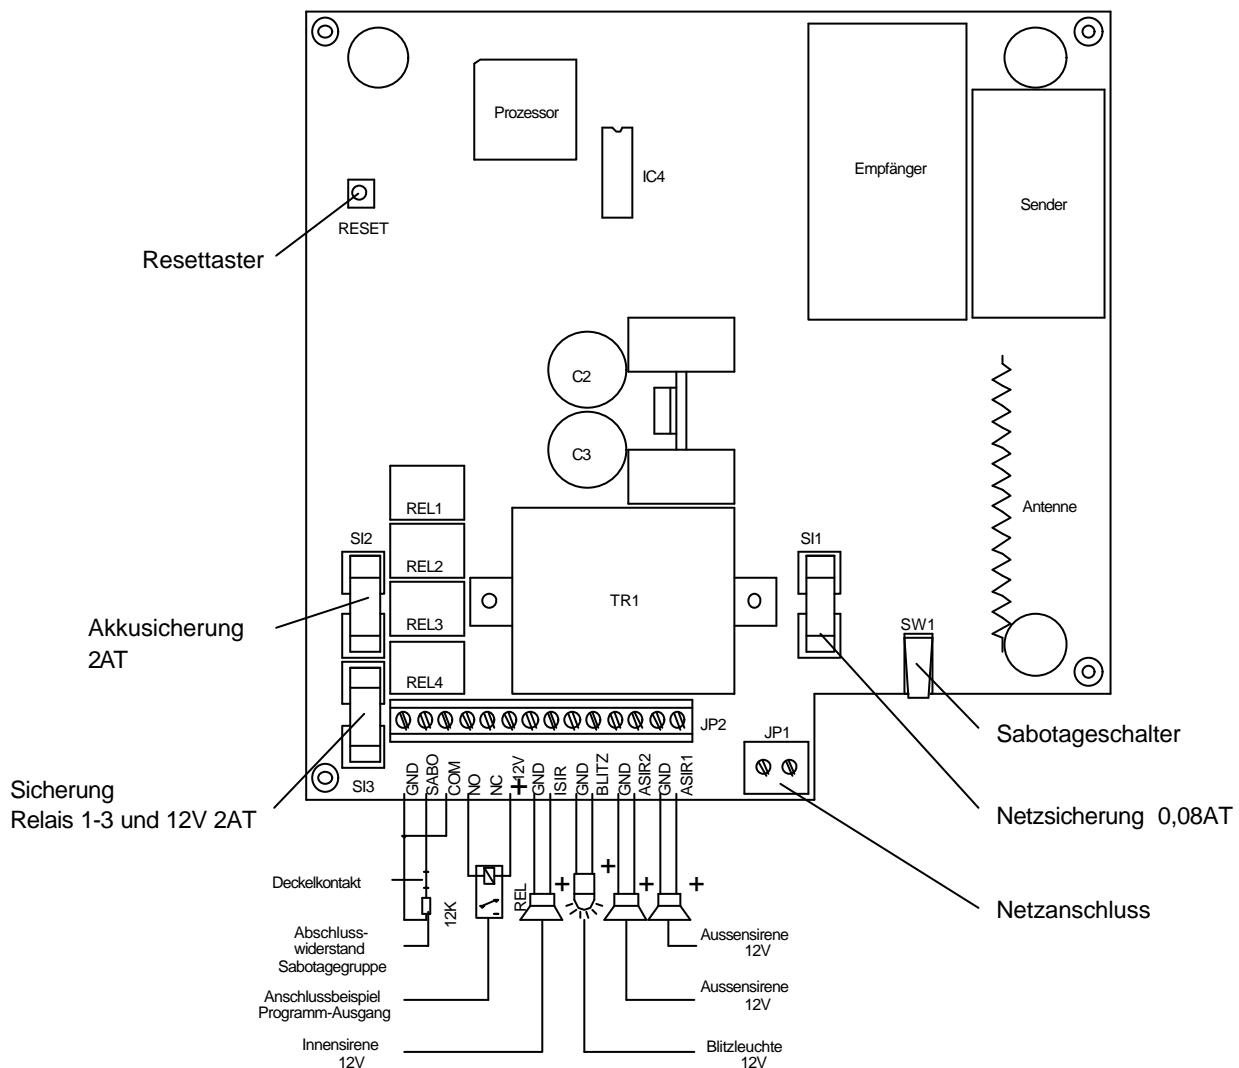 Prozessor
Empfänger
IC4
Sender
RESET
Resettaster
C2
C3
Antenne
REL1
SI2
SI1
REL2
TR1
REL3
SW1
Akkusicherung
2AT
REL4
JP2
JP1
Sabotageschalter
SI3
Sicherung
Relais 1-3 und 12V 2AT
GND
SABO
COM
NO
NC
+12V
GND
ISIR
GND
BLITZ
GND
ASIR2
GND
ASIR1
Netzsicherung 0,08AT
Deckelkontakt
12K
REL
+
+
+
+
Netzanschluss
Abschluss-
widerstand
Sabotagegruppe
Aussensirene
12V
Anschlussbeispiel
Programm-Ausgang
Aussensirene
12V
Innensirene
12V
Blitzleuchte
12V